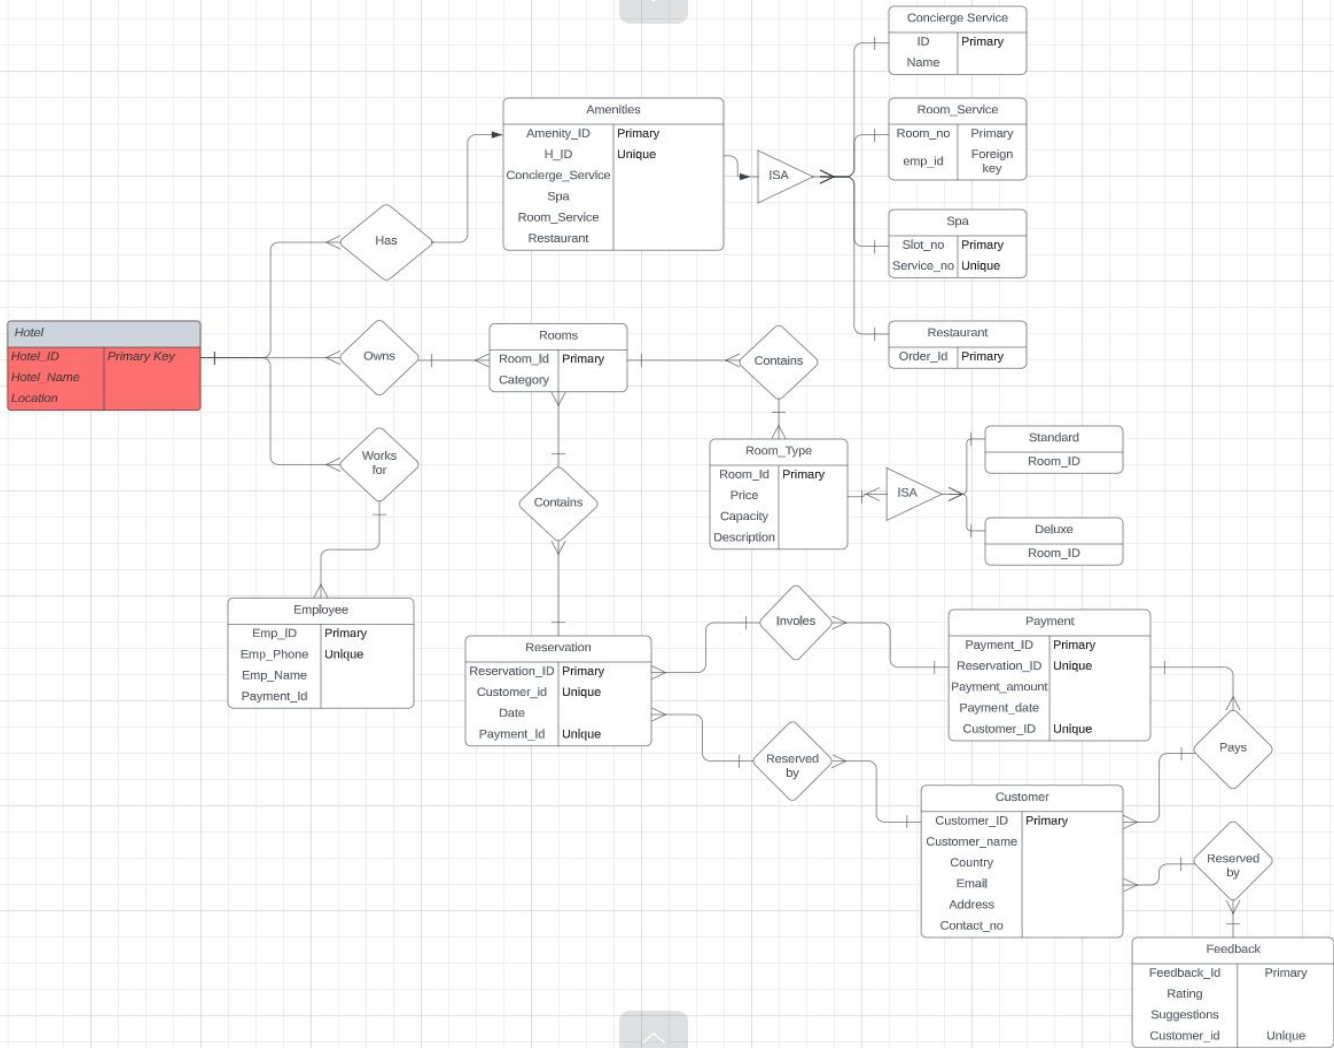 Concierge Service
ID Primary
Name
Amenities
Amenity_ID Primary
H_ID Unique
Concierge_Service
Spa
Room_Service
Restaurant
ISA
Room_Service
Room_no Primary
emp_id Foreign
key
Spa
Slot_no Primary
Service_no Unique
Restaurant
Order_Id Primary
Has
Hotel
Hotel_ID Primary Key
Hotel_Name
Location
Owns
Rooms
Room_Id Primary
Category
Contains
Works
for
Contains
Room_Type
Room_Id Primary
Price
Capacity
Description
ISA
Standard
Room_ID
Deluxe
Room_ID
Employee
Emp_ID Primary
Emp_Phone Unique
Emp_Name
Payment_Id
Reservation
Reservation_ID Primary
Customer_id Unique
Date
Payment_Id Unique
Involes
Payment
Payment_ID Primary
Reservation_ID Unique
Payment_amount
Payment_date
Customer_ID Unique
Reserved
by
Pays
Customer
Customer_ID Primary
Customer_name
Country
Email
Address
Contact_no
Reserved
by
Feedback
Feedback_Id Primary
Rating
Suggestions
Customer_id Unique